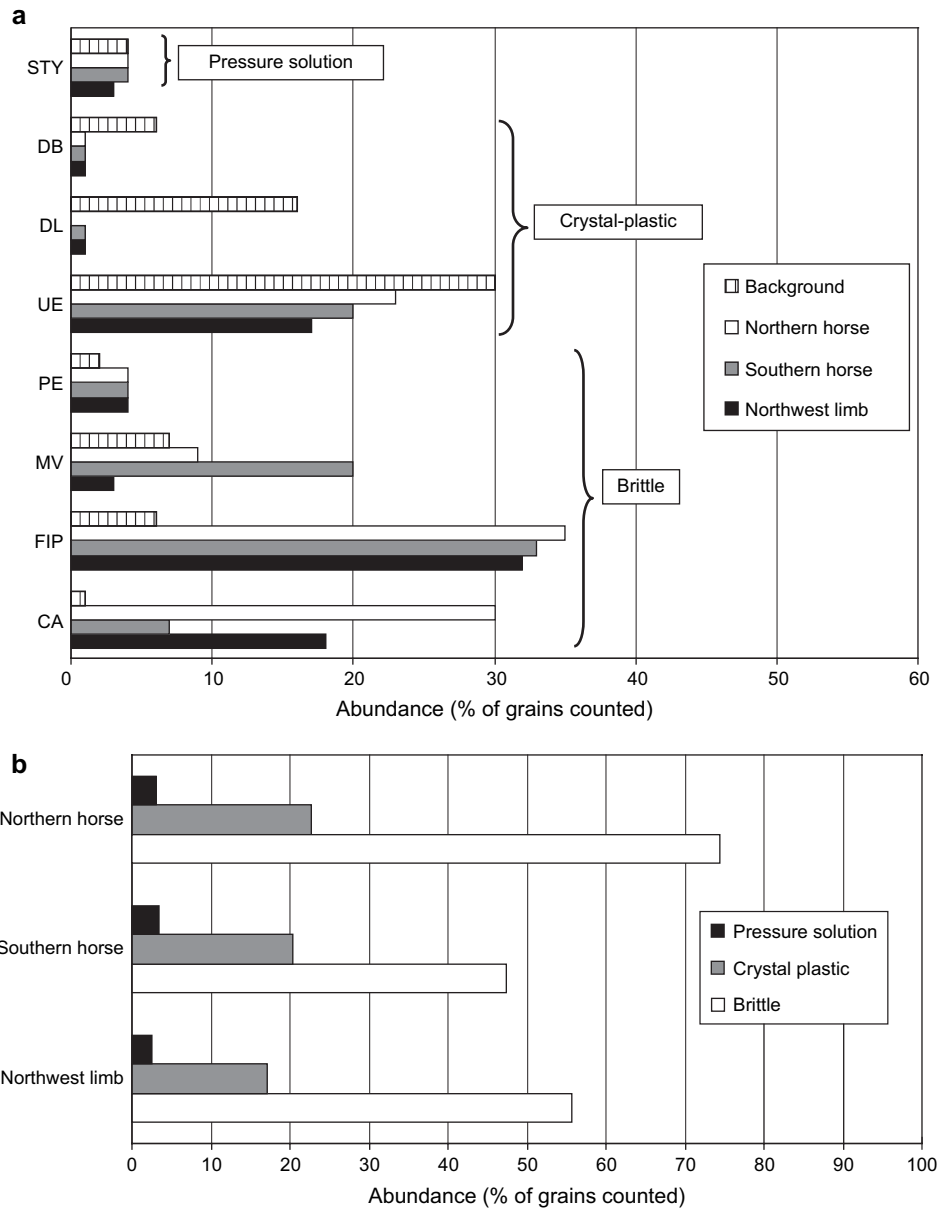 a
STY
Pressure solution
DB
DL
Crystal-plastic
UE
Background
Northern horse
Southern horse
Northwest limb
PE
MV
Brittle
FIP
CA
0 10 20 30 40 50 60
Abundance (% of grains counted)
b
Northern horse
Southern horse
Pressure solution
Crystal plastic
Brittle
Northwest limb
0 10 20 30 40 50 60 70 80 90 100
Abundance (% of grains counted)